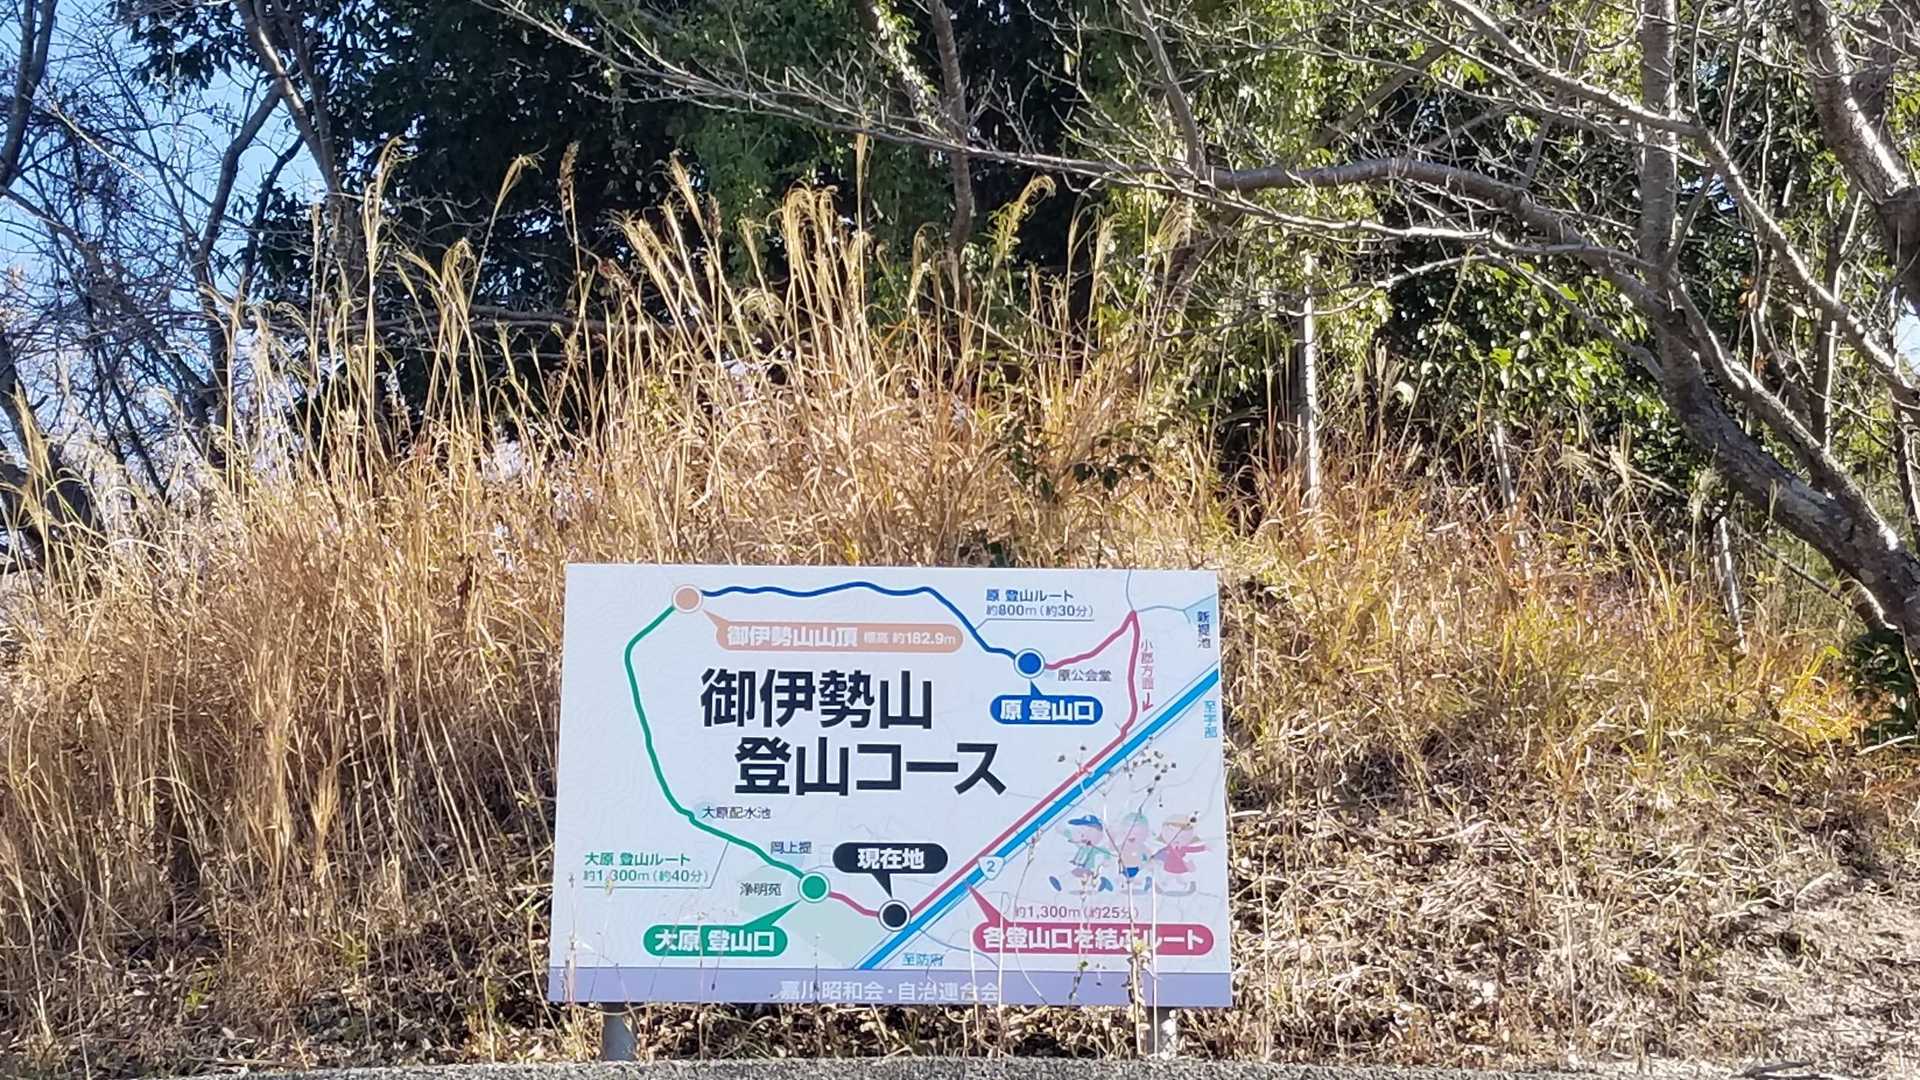 原 登山ルート
約800m(約30分)
新堤池
御伊勢山山頂 標高 約182.9m
小郡方面
原公会堂
原 登山口
至宇部
御伊勢山
登山コース
大原配水池
岡上堤
現在地
大原 登山ルート
約1,300m(約40分)
2
浄明苑
約1,300m(約25分)
大原 登山口
各登山口を結ぶルート
至防府
嘉川昭和会・自治連合会